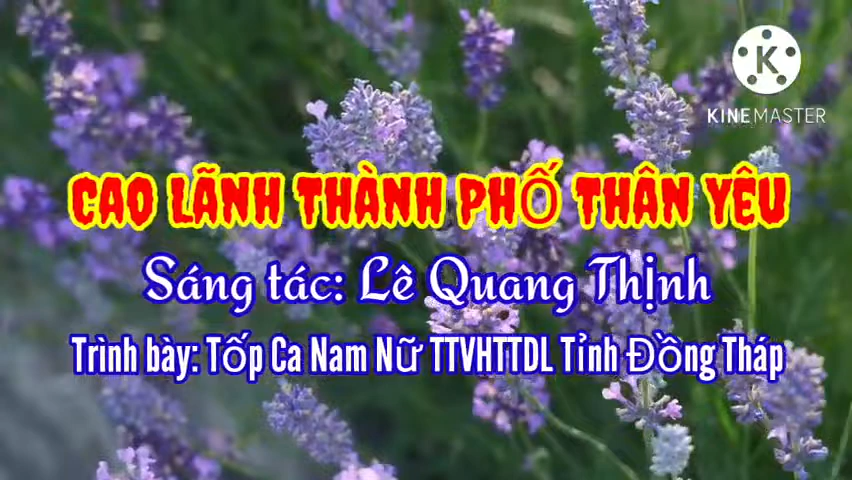 K
KINEMASTER
CAO LÃNH THÀNH PHỐ THÂN YÊU
Sáng tác: Lê Quang Thịnh
Trình bày: Tốp Ca Nam Nữ TTVHTTDL Tỉnh Đồng Tháp